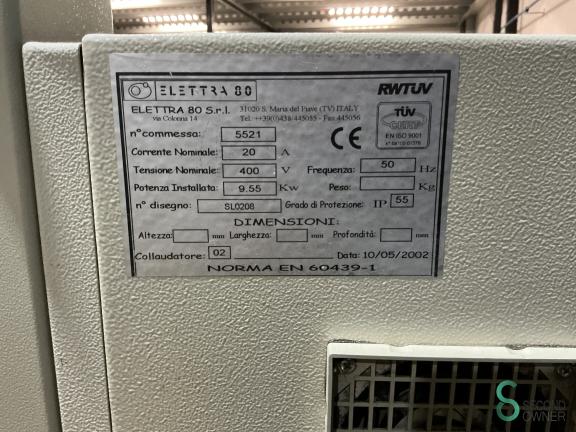 ELETTRA 80 RWTUV
ELETTRA 80 S.r.l. 31020 S. Maria del Piave (TV) ITALY
via Colonna 14 Tel. ++39(0)438/445055 - Fax 445056
TÜV
CERT
EN ISO 9001
n°commessa: 5521 CE
Corrente Nominale: 20 A
Tensione Nominale: 400 V Frequenza: 50 Hz
Potenza Installata: 9.55 Kw Peso: Kg
n° disegno: SL0208 Grado di Protezione: IP 55
DIMENSIONI:
Altezza: mm Larghezza: mm Profondità: mm
Collaudatore: 02 Data: 10/05/2002
NORMA EN 60439-1
SECOND
OWNER